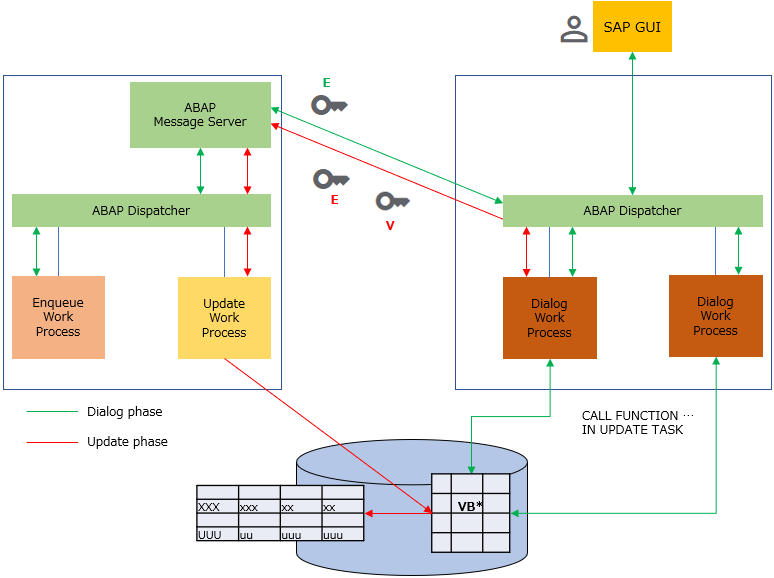 SAP GUI
E
ABAP
Message Server
E
V
ABAP Dispatcher
ABAP Dispatcher
Enqueue
Work
Process
Update
Work
Process
Dialog
Work
Process
Dialog
Work
Process
Dialog phase
Update phase
CALL FUNCTION ...
IN UPDATE TASK
VB*
XXX xxx xx xx
UUU uu uuu uuu